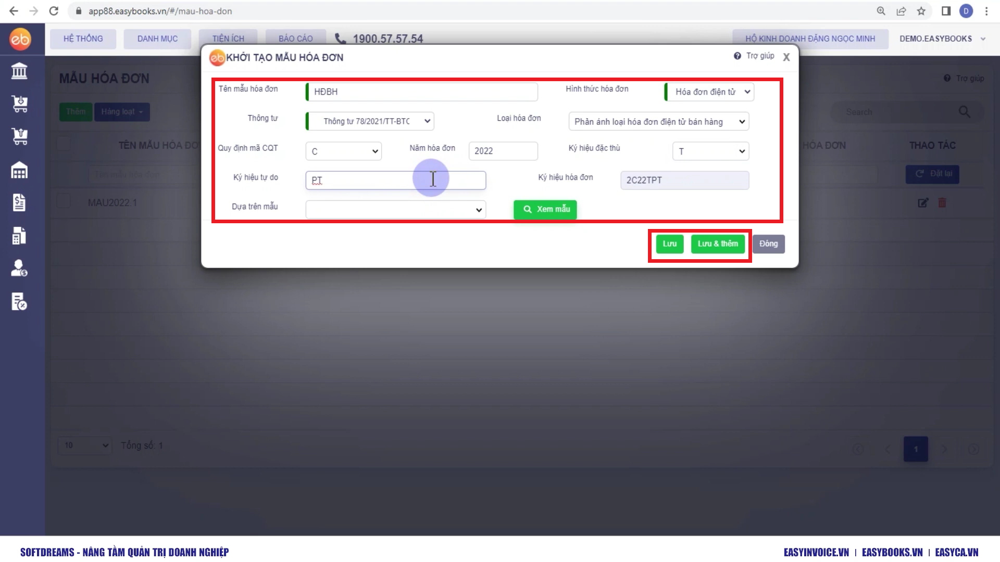 app88.easybooks.vn/#/mau-hoa-don
D
eb HỆ THỐNG DANH MỤC TIỆN ÍCH BÁO CÁO 1900.57.57.54 HỘ KINH DOANH ĐẶNG NGỌC MINH DEMO.EASYBOOKS
eb KHỞI TẠO MẪU HÓA ĐƠN Trợ giúp X
MẪU HÓA ĐƠN Trợ giúp
Tên mẫu hóa đơn HĐBH Hình thức hóa đơn Hóa đơn điện tử
Thêm Hàng loạt Search
Thông tư Thông tư 78/2021/TT-BTC Loại hóa đơn Phản ánh loại hóa đơn điện tử bán hàng
TÊN MẪU HÓA ĐƠ HÓA ĐƠN THAO TÁC
Quy định mã CQT C Năm hóa đơn 2022 Ký hiệu đặc thù T
Tên mẫu hóa đơn Đặt lại
Ký hiệu tự do PT Ký hiệu hóa đơn 2C22TPT
MAU2022.1
Dựa trên mẫu Xem mẫu
Lưu Lưu & thêm Đóng
10 Tổng số: 1 1
SOFTDREAMS - NÂNG TẦM QUẢN TRỊ DOANH NGHIỆP EASYINVOICE.VN | EASYBOOKS.VN | EASYCA.VN